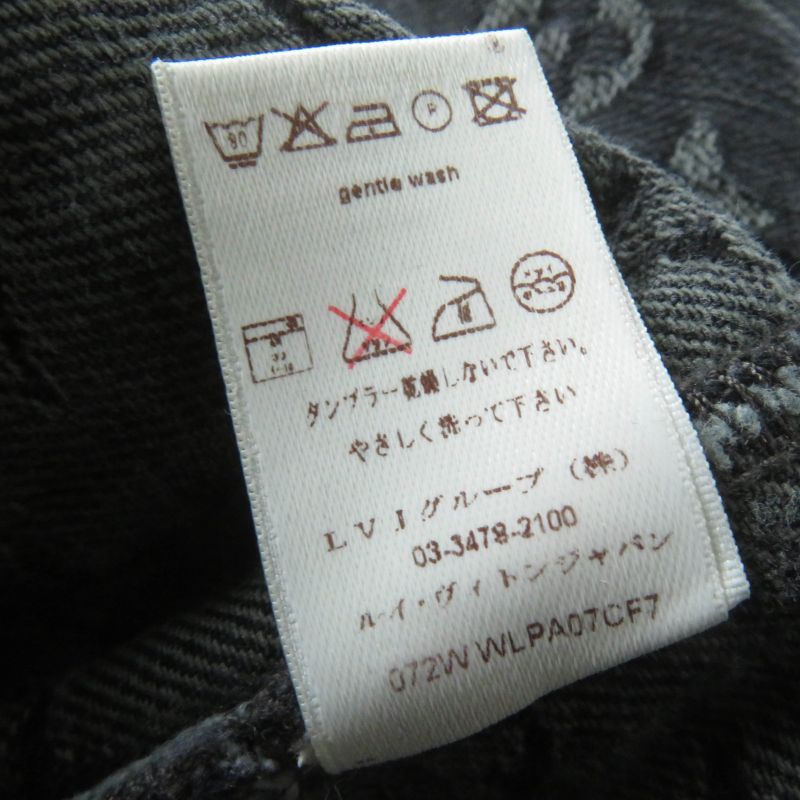 P
gentle wash
タンブラー乾燥しないで下さい。
やさしく洗って下さい
LVJグループ（株）
03-3478-2100
ルイ・ヴィトンジャパン
072W WLPA07CF7